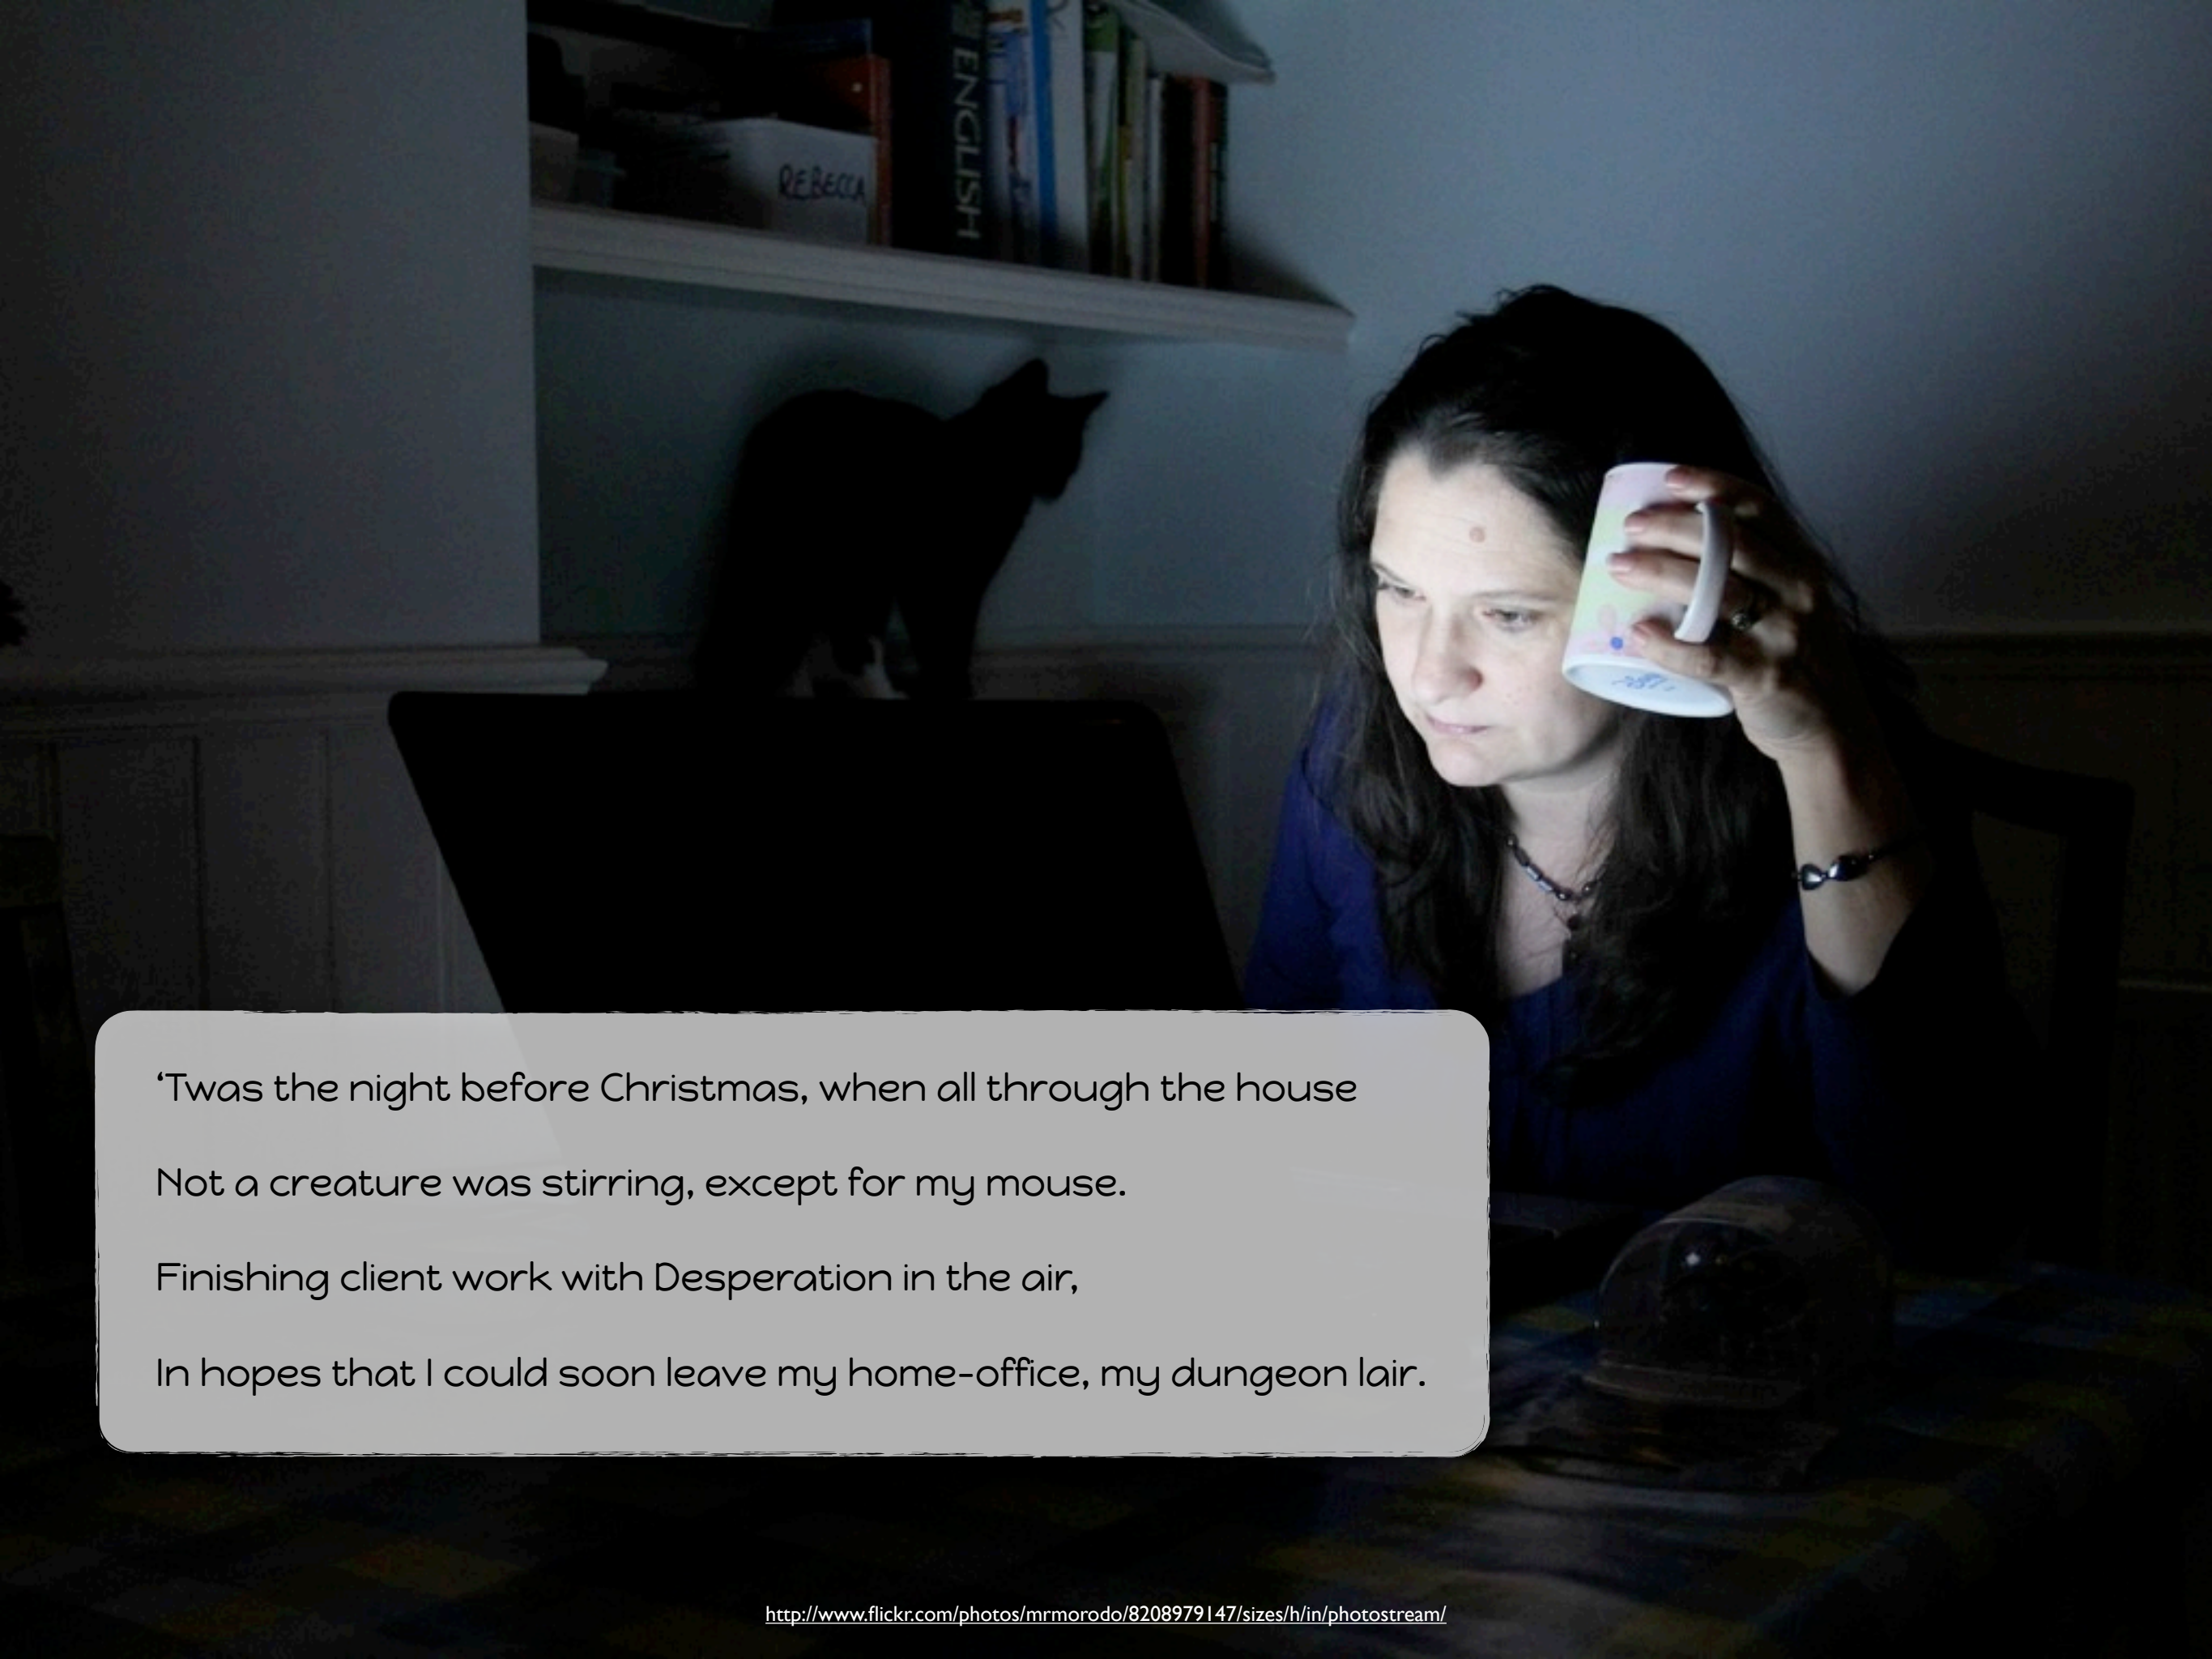 ENGLISH
REBECCA
‘Twas the night before Christmas, when all through the house
Not a creature was stirring, except for my mouse.
Finishing client work with Desperation in the air,
In hopes that I could soon leave my home-office, my dungeon lair.
http://www.flickr.com/photos/mrmorodo/8208979147/sizes/h/in/photostream/